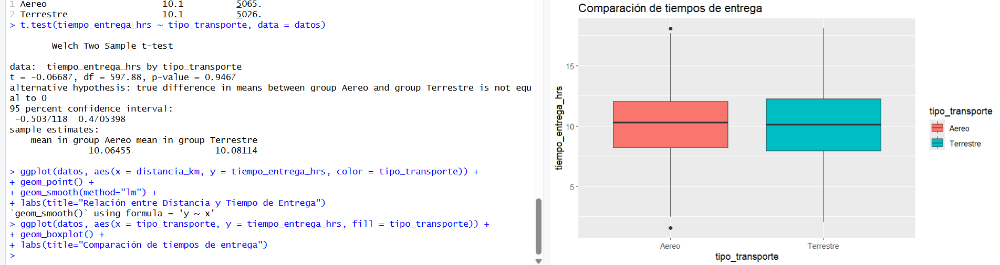 1 Aereo 10.1 5065.
2 Terrestre 10.1 5026.
> t.test(tiempo_entrega_hrs ~ tipo_transporte, data = datos)
Welch Two Sample t-test
data:  tiempo_entrega_hrs by tipo_transporte
t = -0.06687, df = 597.88, p-value = 0.9467
alternative hypothesis: true difference in means between group Aereo and group Terrestre is not equ
al to 0
95 percent confidence interval:
-0.5037118  0.4705398
sample estimates:
mean in group Aereo mean in group Terrestre
10.06455 10.08114
> ggplot(datos, aes(x = distancia_km, y = tiempo_entrega_hrs, color = tipo_transporte)) +
+ geom_point() +
+ geom_smooth(method="lm") +
+ labs(title="Relación entre Distancia y Tiempo de Entrega")
`geom_smooth()` using formula = 'y ~ x'
> ggplot(datos, aes(x = tipo_transporte, y = tiempo_entrega_hrs, fill = tipo_transporte)) +
+ geom_boxplot() +
+ labs(title="Comparación de tiempos de entrega")
>
Comparación de tiempos de entrega
tiempo_entrega_hrs
15
10
5
Aereo Terrestre
tipo_transporte
tipo_transporte
Aereo
Terrestre